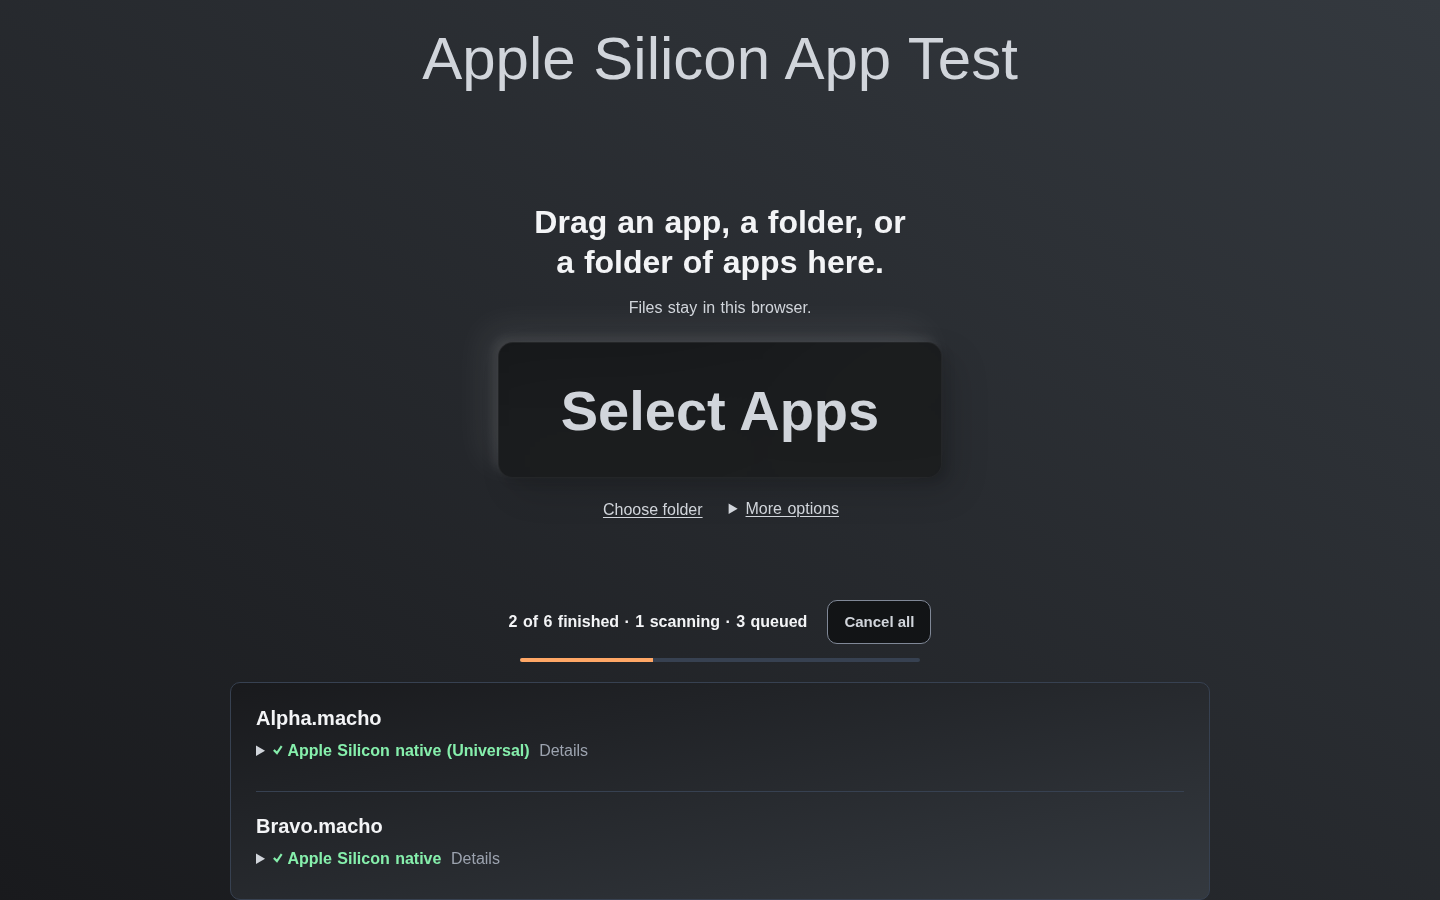 Apple Silicon App Test
Drag an app, a folder, or
a folder of apps here.
Files stay in this browser.
Select Apps
Choose folder ▶ More options
2 of 6 finished · 1 scanning · 3 queued Cancel all
Alpha.macho
▶ ✓ Apple Silicon native (Universal) Details
Bravo.macho
▶ ✓ Apple Silicon native Details